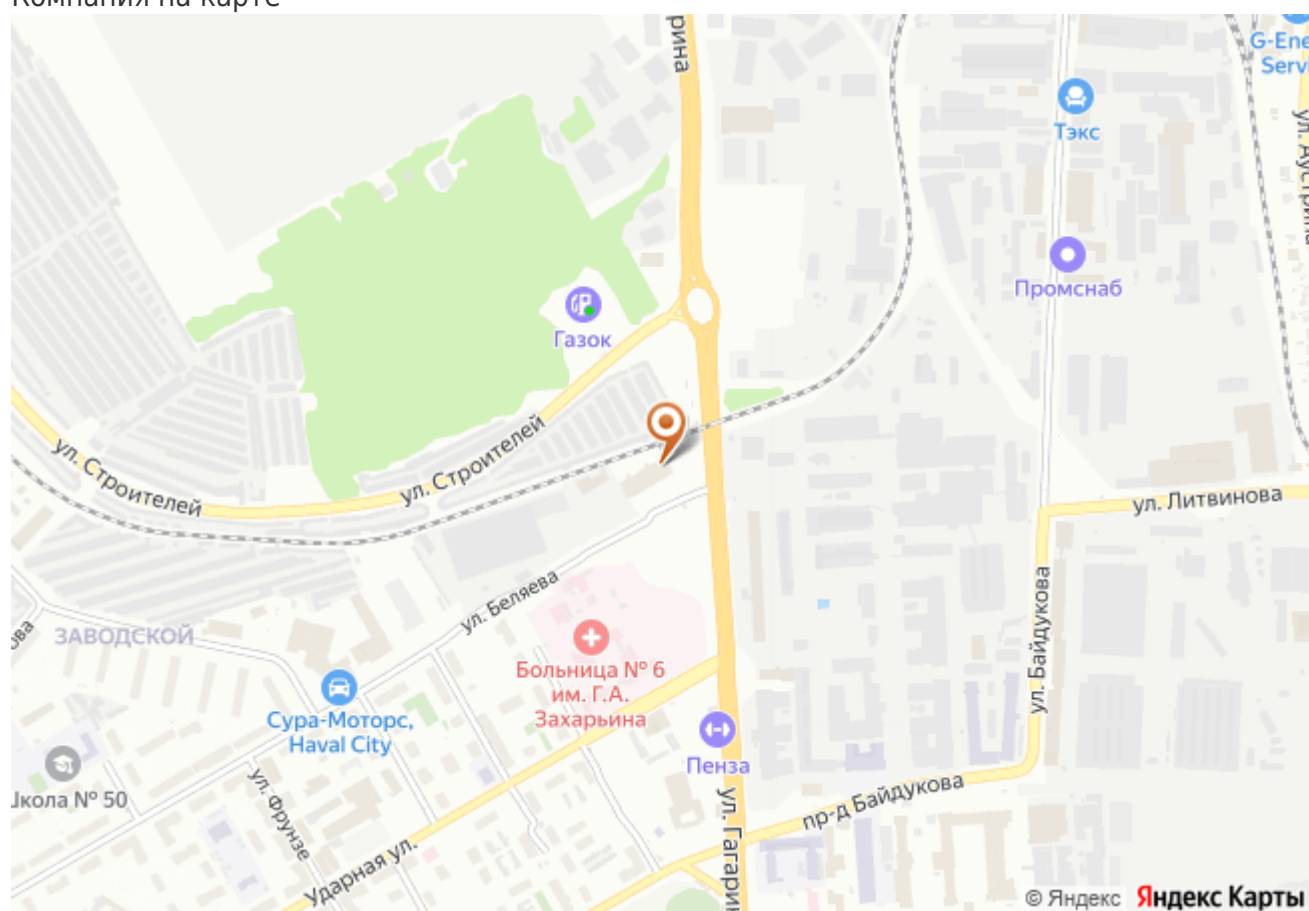 Компания на карте
рина
G-Ene
Servi
Тэкс
ул. Аустрина
Промснаб
Газок
ул. Строителей
ул. Строителей
ул. Литвинова
ул. Беляева
ова
ЗАВОДСКОЙ
Больница № 6
им. Г.А.
Захарьина
ул. Байдукова
Сура-Моторс,
Haval City
Пенза
Школа № 50
ул. Фрунзе
ул. Гагарин
пр-д Байдукова
Ударная ул.
© Яндекс Яндекс Карты